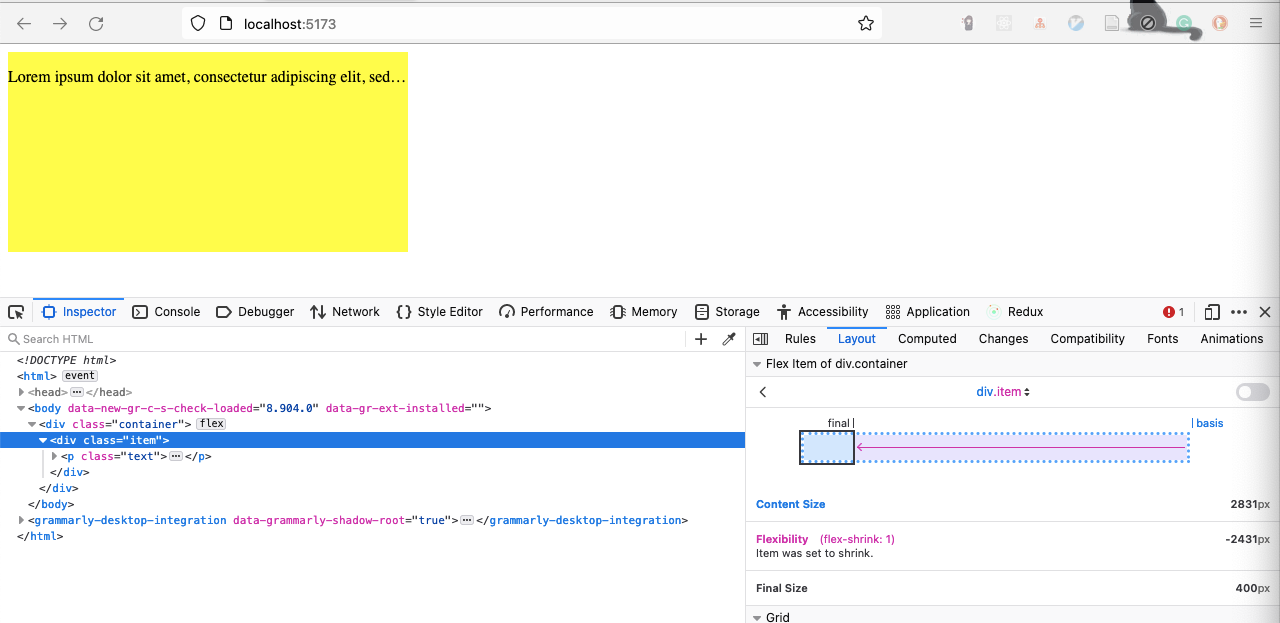 localhost:5173
Lorem ipsum dolor sit amet, consectetur adipiscing elit, sed…
Inspector Console Debugger Network Style Editor Performance Memory Storage Accessibility Application Redux 1
Search HTML
Rules Layout Computed Changes Compatibility Fonts Animations
<!DOCTYPE html>
<html> event
<head> ⋯ </head>
<body data-new-gr-c-s-check-loaded="8.904.0" data-gr-ext-installed="">
<div class="container"> flex
<div class="item">
<p class="text"> ⋯ </p>
</div>
</div>
</body>
<grammarly-desktop-integration data-grammarly-shadow-root="true"> ⋯ </grammarly-desktop-integration>
</html>
Flex Item of div.container
div.item
final basis
Content Size 2831px
Flexibility (flex-shrink: 1) -2431px
Item was set to shrink.
Final Size 400px
Grid